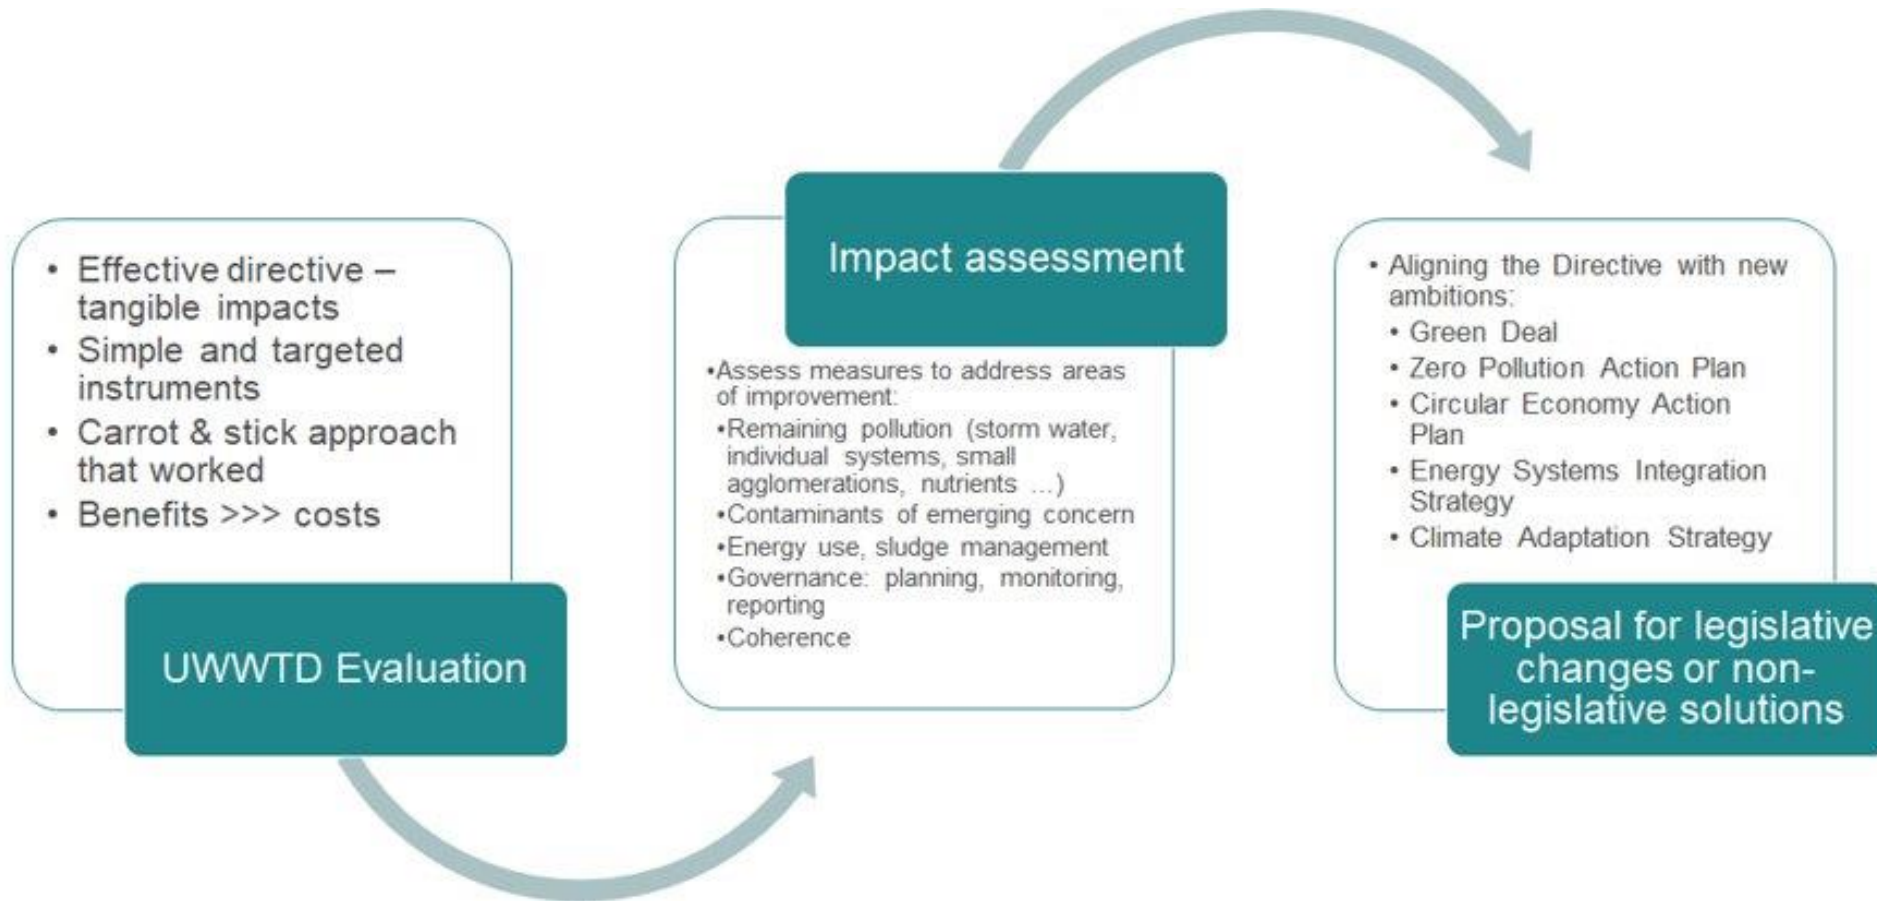 • Effective directive –
tangible impacts
• Simple and targeted
instruments
• Carrot & stick approach
that worked
• Benefits >>> costs
UWWTD Evaluation
Impact assessment
•Assess measures to address areas
of improvement:
•Remaining pollution (storm water,
individual systems, small
agglomerations, nutrients ...)
•Contaminants of emerging concern
•Energy use, sludge management
•Governance: planning, monitoring,
reporting
•Coherence
• Aligning the Directive with new
ambitions:
• Green Deal
• Zero Pollution Action Plan
• Circular Economy Action
Plan
• Energy Systems Integration
Strategy
• Climate Adaptation Strategy
Proposal for legislative
changes or non-
legislative solutions